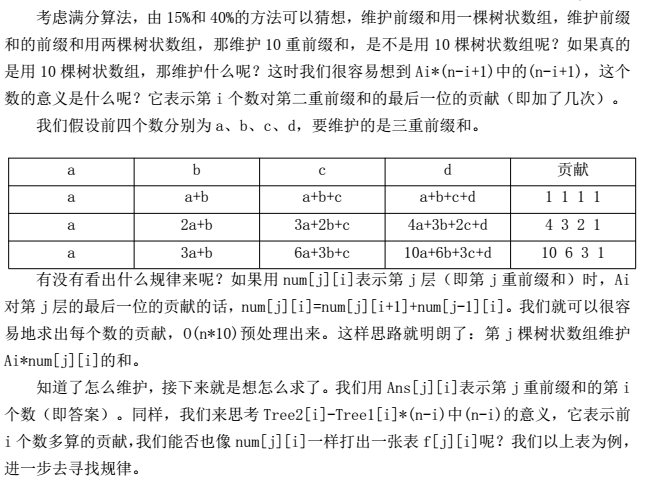 考虑满分算法，由 15%和 40%的方法可以猜想，维护前缀和用一棵树状数组，维护前缀
和的前缀和用两棵树状数组，那维护 10 重前缀和，是不是用 10 棵树状数组呢？如果真的
是用 10 棵树状数组，那维护什么呢？这时我们很容易想到 Ai*(n-i+1)中的(n-i+1)，这个
数的意义是什么呢？它表示第 i 个数对第二重前缀和的最后一位的贡献（即加了几次）。
我们假设前四个数分别为 a、b、c、d，要维护的是三重前缀和。
a b c d 贡献
a a+b a+b+c a+b+c+d 1 1 1 1
a 2a+b 3a+2b+c 4a+3b+2c+d 4 3 2 1
a 3a+b 6a+3b+c 10a+6b+3c+d 10 6 3 1
有没有看出什么规律来呢？如果用 num[j][i]表示第 j 层（即第 j 重前缀和）时，Ai
对第 j 层的最后一位的贡献的话，num[j][i]=num[j][i+1]+num[j-1][i]。我们就可以很容
易地求出每个数的贡献，O(n*10)预处理出来。这样思路就明朗了：第 j 棵树状数组维护
Ai*num[j][i]的和。
知道了怎么维护，接下来就是想怎么求了。我们用 Ans[j][i]表示第 j 重前缀和的第 i
个数（即答案）。同样，我们来思考 Tree2[i]-Tree1[i]*(n-i)中(n-i)的意义，它表示前
i 个数多算的贡献,我们能否也像 num[j][i]一样打出一张表 f[j][i]呢？我们以上表为例，
进一步去寻找规律。